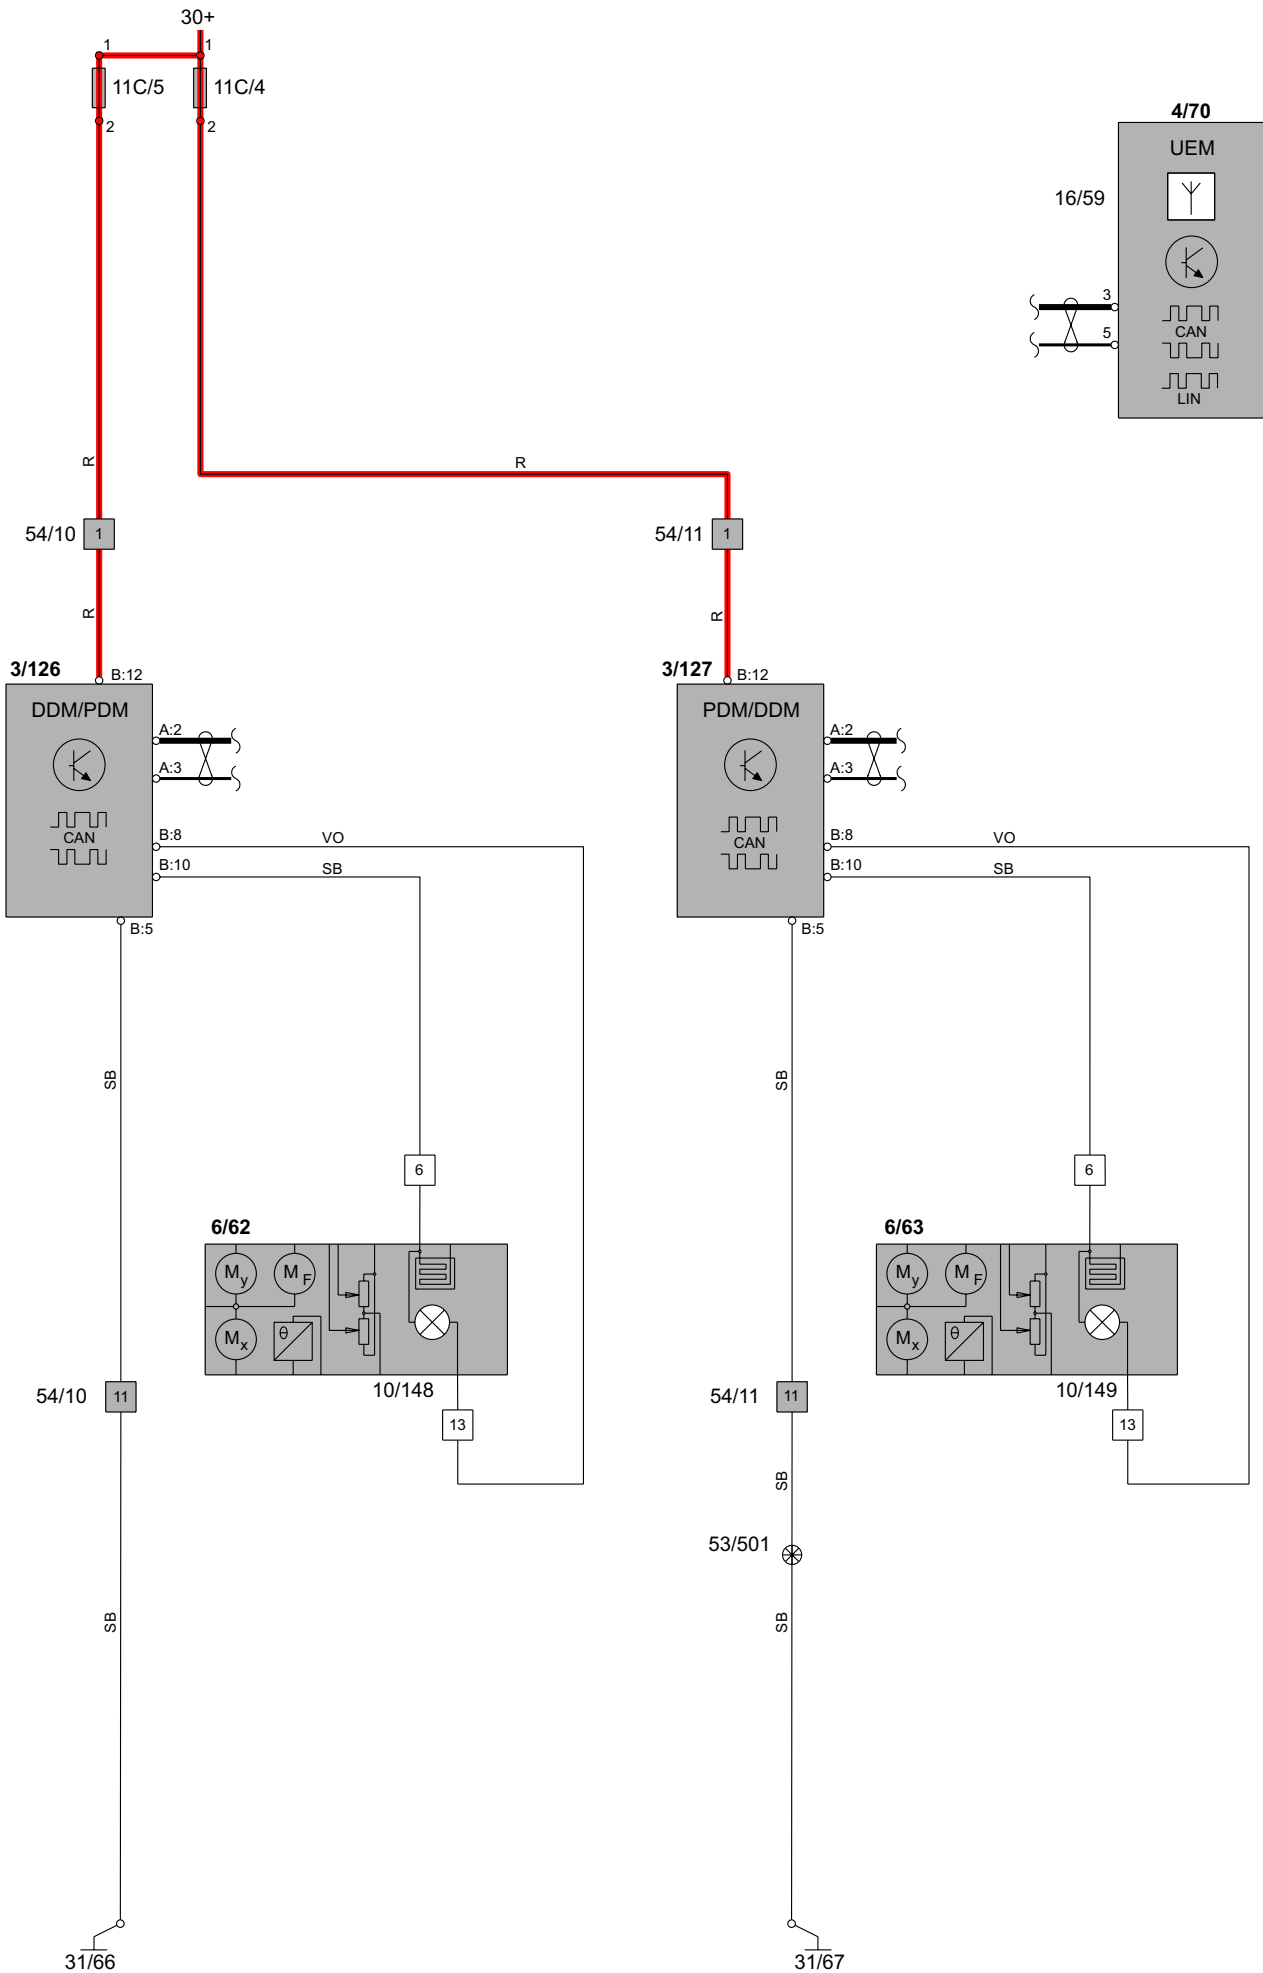 30+
1 1
11C/5 11C/4
2 2
4/70
UEM
16/59
3
CAN
5
LIN
R R
54/10 1 54/11 1
R R
3/126 B:12 3/127 B:12
DDM/PDM PDM/DDM
A:2 A:2
A:3 A:3
CAN CAN
B:8 VO B:8 VO
B:10 SB B:10 SB
B:5 B:5
SB SB
6 6
6/62 6/63
My MF My MF
Mx θ Mx θ
10/148 10/149
54/10 11 54/11 11
13 13
SB
53/501
SB SB
31/66 31/67